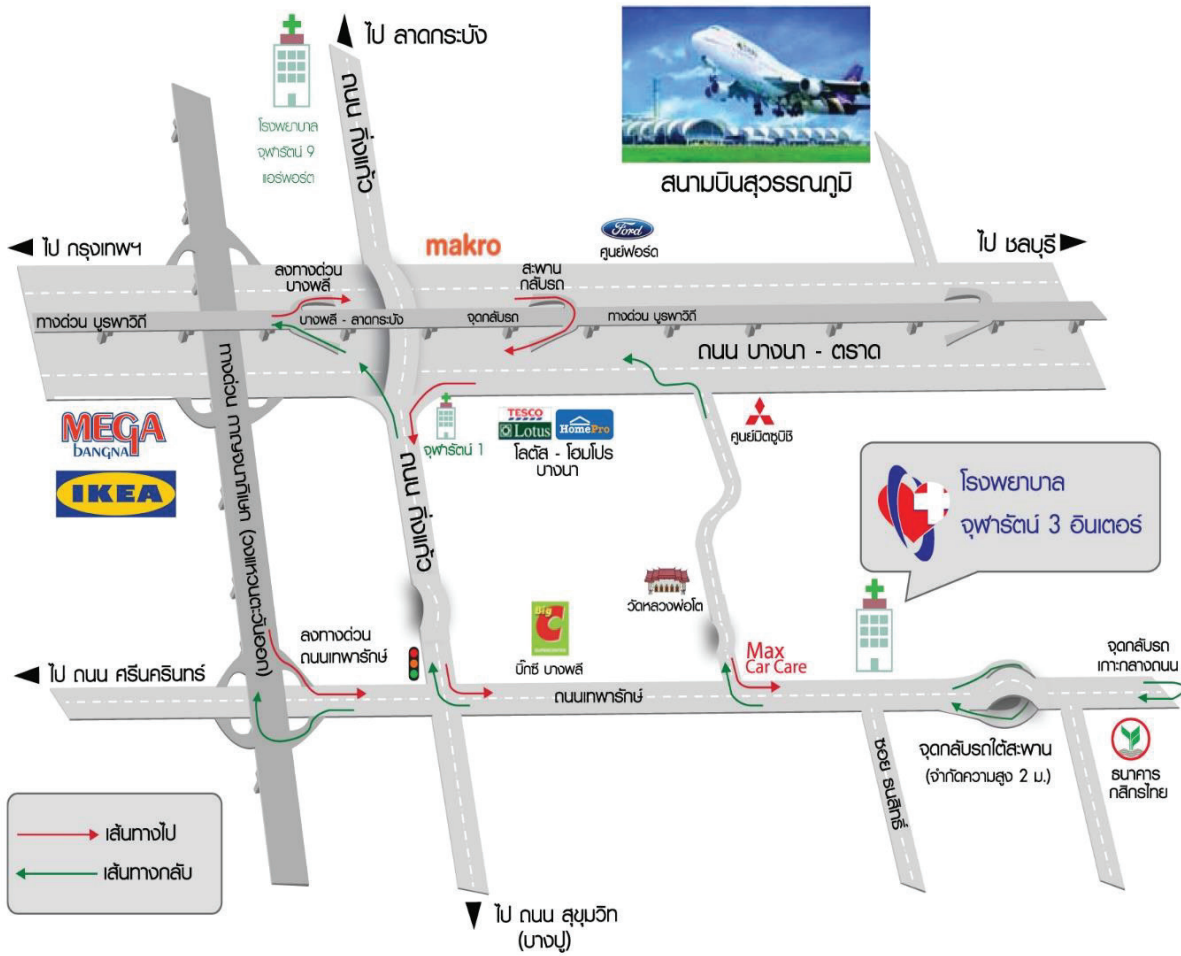 ไป ลาดกระบัง
โรงพยาบาล
จุฬารัตน์ 9
แอร์พอร์ต
ถนน กิ่งแก้ว
สนามบินสุวรรณภูมิ
ไป กรุงเทพฯ
makro
Ford
ศูนย์ฟอร์ด
ไป ชลบุรี
ลงทางด่วน
บางพลี
สะพาน
กลับรถ
ทางด่วน บูรพาวิถี
บางพลี - ลาดกระบัง
จุดกลับรถ
ทางด่วน บูรพาวิถี
ถนน บางนา - ตราด
ทางด่วน กาญจนาภิเษก (วงแหวนตะวันออก)
MEGA
BANGNA
IKEA
จุฬารัตน์ 1
TESCO
Lotus
HomePro
โลตัส - โฮมโปร
บางนา
ศูนย์มิตซูบิชิ
ถนน กิ่งแก้ว
โรงพยาบาล
จุฬารัตน์ 3 อินเตอร์
วัดหลวงพ่อโต
ลงทางด่วน
ถนนเทพารักษ์
Big
C
บิ๊กซี บางพลี
Max
Car Care
จุดกลับรถ
เกาะกลางถนน
ไป ถนน ศรีนครินทร์
ถนนเทพารักษ์
ซอย ธนสิทธิ์
จุดกลับรถใต้สะพาน
(จำกัดความสูง 2 ม.)
ธนาคาร
กสิกรไทย
เส้นทางไป
เส้นทางกลับ
ไป ถนน สุขุมวิท
(บางปู)